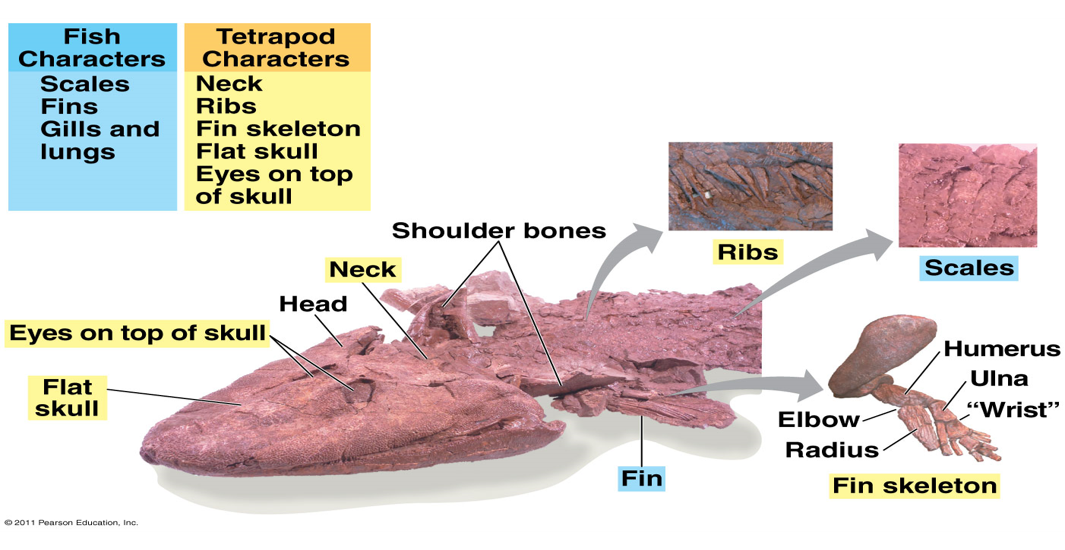 Fish
Characters
Scales
Fins
Gills and
lungs
Tetrapod
Characters
Neck
Ribs
Fin skeleton
Flat skull
Eyes on top
of skull
Shoulder bones
Ribs
Scales
Neck
Head
Eyes on top of skull
Flat
skull
Humerus
Ulna
“Wrist”
Elbow
Radius
Fin
Fin skeleton
© 2011 Pearson Education, Inc.